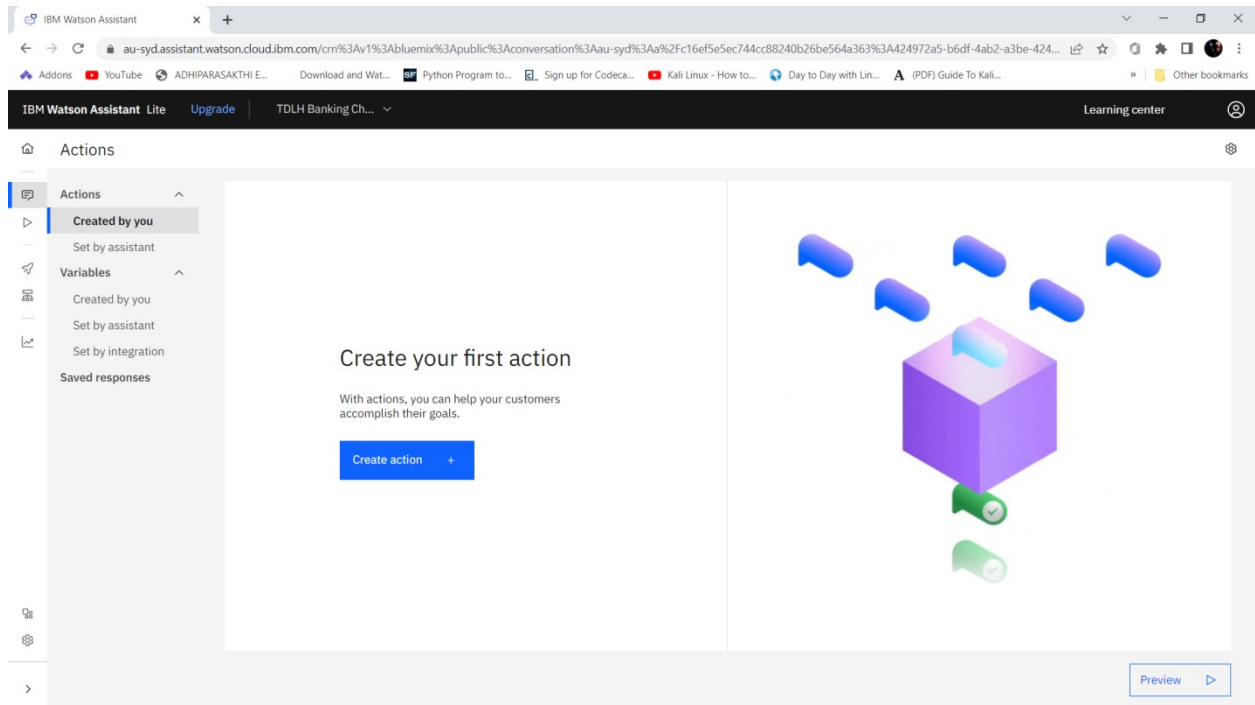 IBM Watson Assistant
au-syd.assistant.watson.cloud.ibm.com/crn%3Av1%3Abluemix%3Apublic%3Aconversation%3Aau-syd%3Aa%2Fc16ef5e5ec744cc88240b26be564a363%3A424972a5-b6df-4ab2-a3be-424...
Addons YouTube ADHIPARASAKTHI E... Download and Wat... SF Python Program to... Sign up for Codeca... Kali Linux - How to... Day to Day with Lin... A (PDF) Guide To Kali... » Other bookmarks
IBM Watson Assistant Lite Upgrade TDLH Banking Ch... Learning center
Actions
Actions
Created by you
Set by assistant
Variables
Created by you
Set by assistant
Set by integration
Saved responses
Create your first action
With actions, you can help your customers
accomplish their goals.
Create action +
Preview